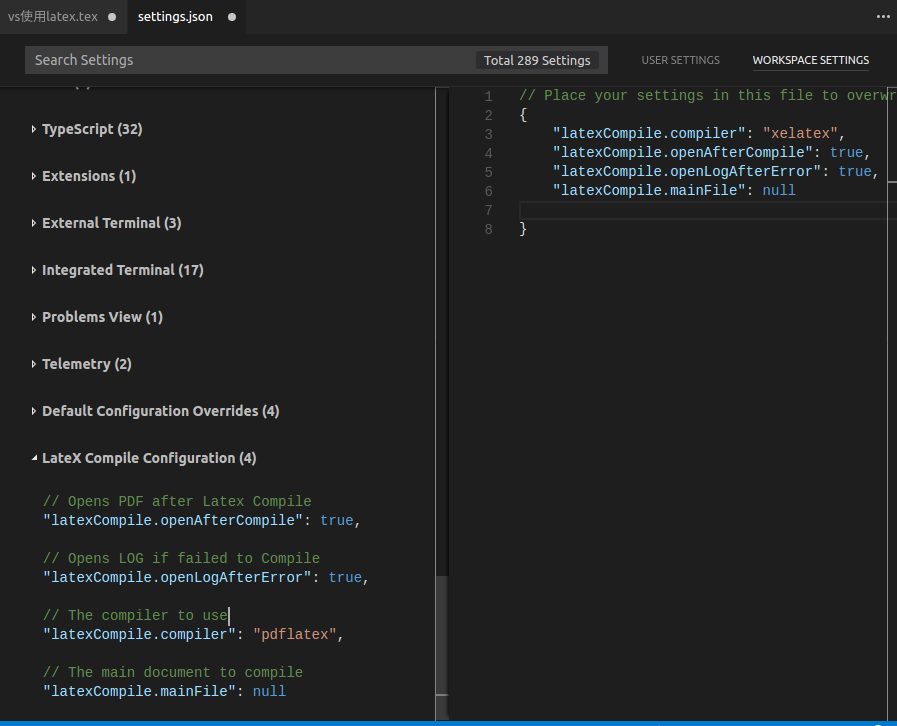 vs使用latex.tex
settings.json
Search Settings
Total 289 Settings
USER SETTINGS
WORKSPACE SETTINGS
TypeScript (32)
Extensions (1)
External Terminal (3)
Integrated Terminal (17)
Problems View (1)
Telemetry (2)
Default Configuration Overrides (4)
LateX Compile Configuration (4)
// Opens PDF after Latex Compile
"latexCompile.openAfterCompile": true,
// Opens LOG if failed to Compile
"latexCompile.openLogAfterError": true,
// The compiler to use
"latexCompile.compiler": "pdflatex",
// The main document to compile
"latexCompile.mainFile": null
1 // Place your settings in this file to overwr
2 {
3 "latexCompile.compiler": "xelatex",
4 "latexCompile.openAfterCompile": true,
5 "latexCompile.openLogAfterError": true,
6 "latexCompile.mainFile": null
7
8 }